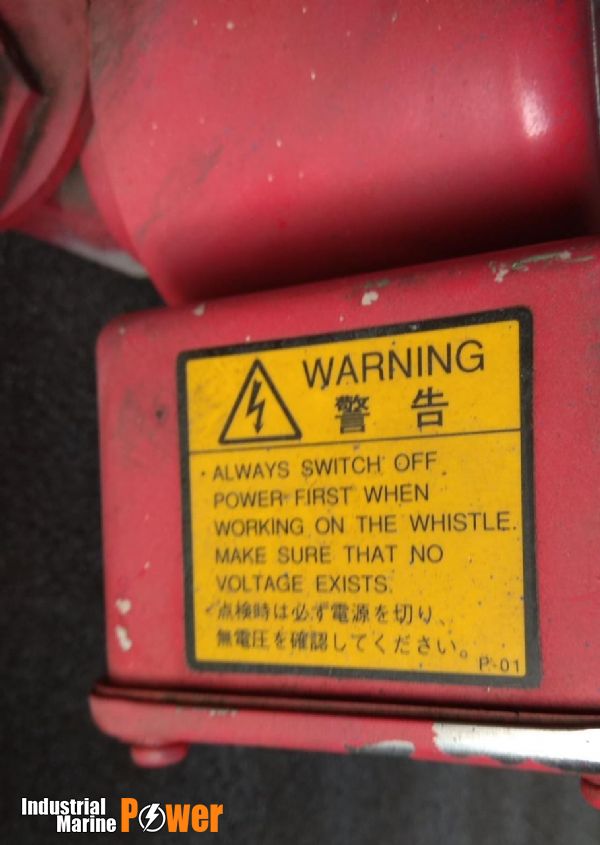 WARNING
警告
ALWAYS SWITCH OFF
POWER FIRST WHEN
WORKING ON THE WHISTLE.
MAKE SURE THAT NO
VOLTAGE EXISTS.
点検時は必ず電源を切り、
無電圧を確認してください。
P-01
Industrial
Marine Power